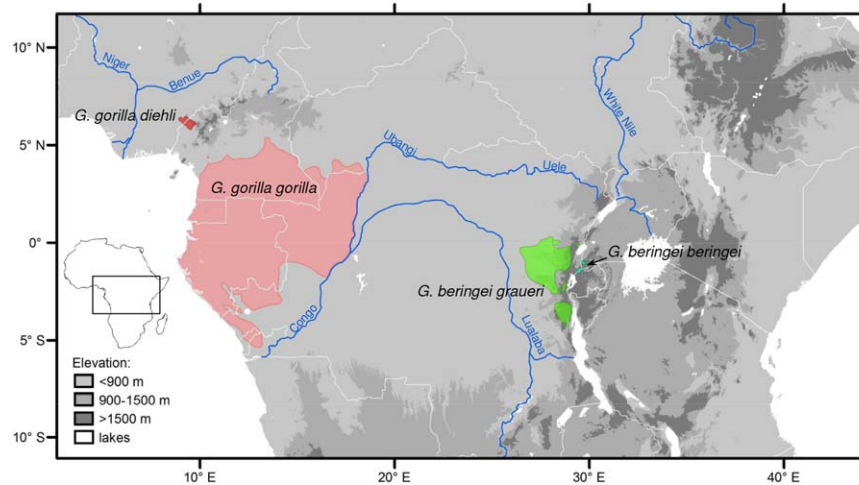 10° N
5° N
0°
5° S
10° S
Niger
Benue
G. gorilla diehli
G. gorilla gorilla
Ubangi
Uele
White Nile
G. beringei beringei
G. beringei graueri
Congo
Lualaba
Elevation:
<900 m
900-1500 m
>1500 m
lakes
10° E
20° E
30° E
40° E